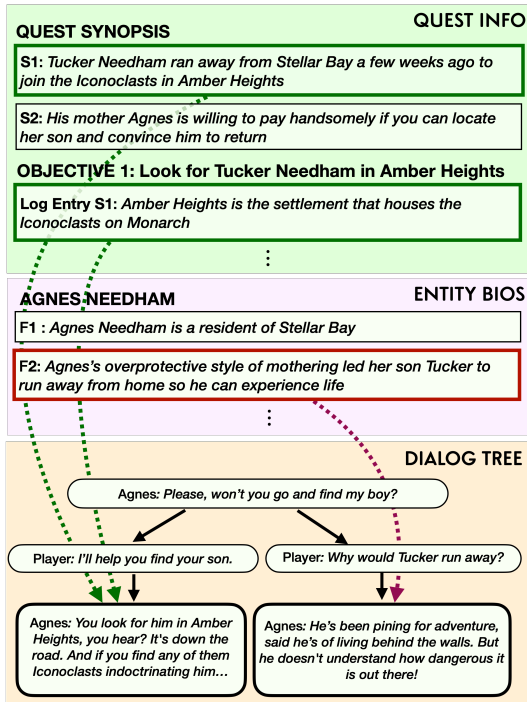 QUEST INFO
QUEST SYNOPSIS
S1: Tucker Needham ran away from Stellar Bay a few weeks ago to
join the Iconoclasts in Amber Heights
S2: His mother Agnes is willing to pay handsomely if you can locate
her son and convince him to return
OBJECTIVE 1: Look for Tucker Needham in Amber Heights
Log Entry S1: Amber Heights is the settlement that houses the
Iconoclasts on Monarch
⋮
ENTITY BIOS
AGNES NEEDHAM
F1 : Agnes Needham is a resident of Stellar Bay
F2: Agnes's overprotective style of mothering led her son Tucker to
run away from home so he can experience life
⋮
DIALOG TREE
Agnes: Please, won't you go and find my boy?
Player: I'll help you find your son.
Player: Why would Tucker run away?
Agnes: You look for him in Amber
Heights, you hear? It's down the
road. And if you find any of them
Iconoclasts indoctrinating him…
Agnes: He's been pining for adventure,
said he's of living behind the walls. But
he doesn't understand how dangerous it
is out there!